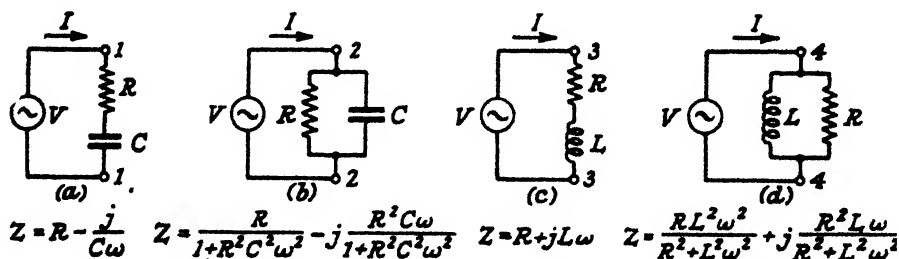 I I I I
1 2 3 4
R R
V V R C V V L R
C L
1 2 3 4
(a) (b) (c) (d)
Z = R - j/Cω Z = R/1+R²C²ω² - j R²Cω/1+R²C²ω² Z = R+jLω Z = RL²ω²/R²+L²ω² + j R²Lω/R²+L²ω²